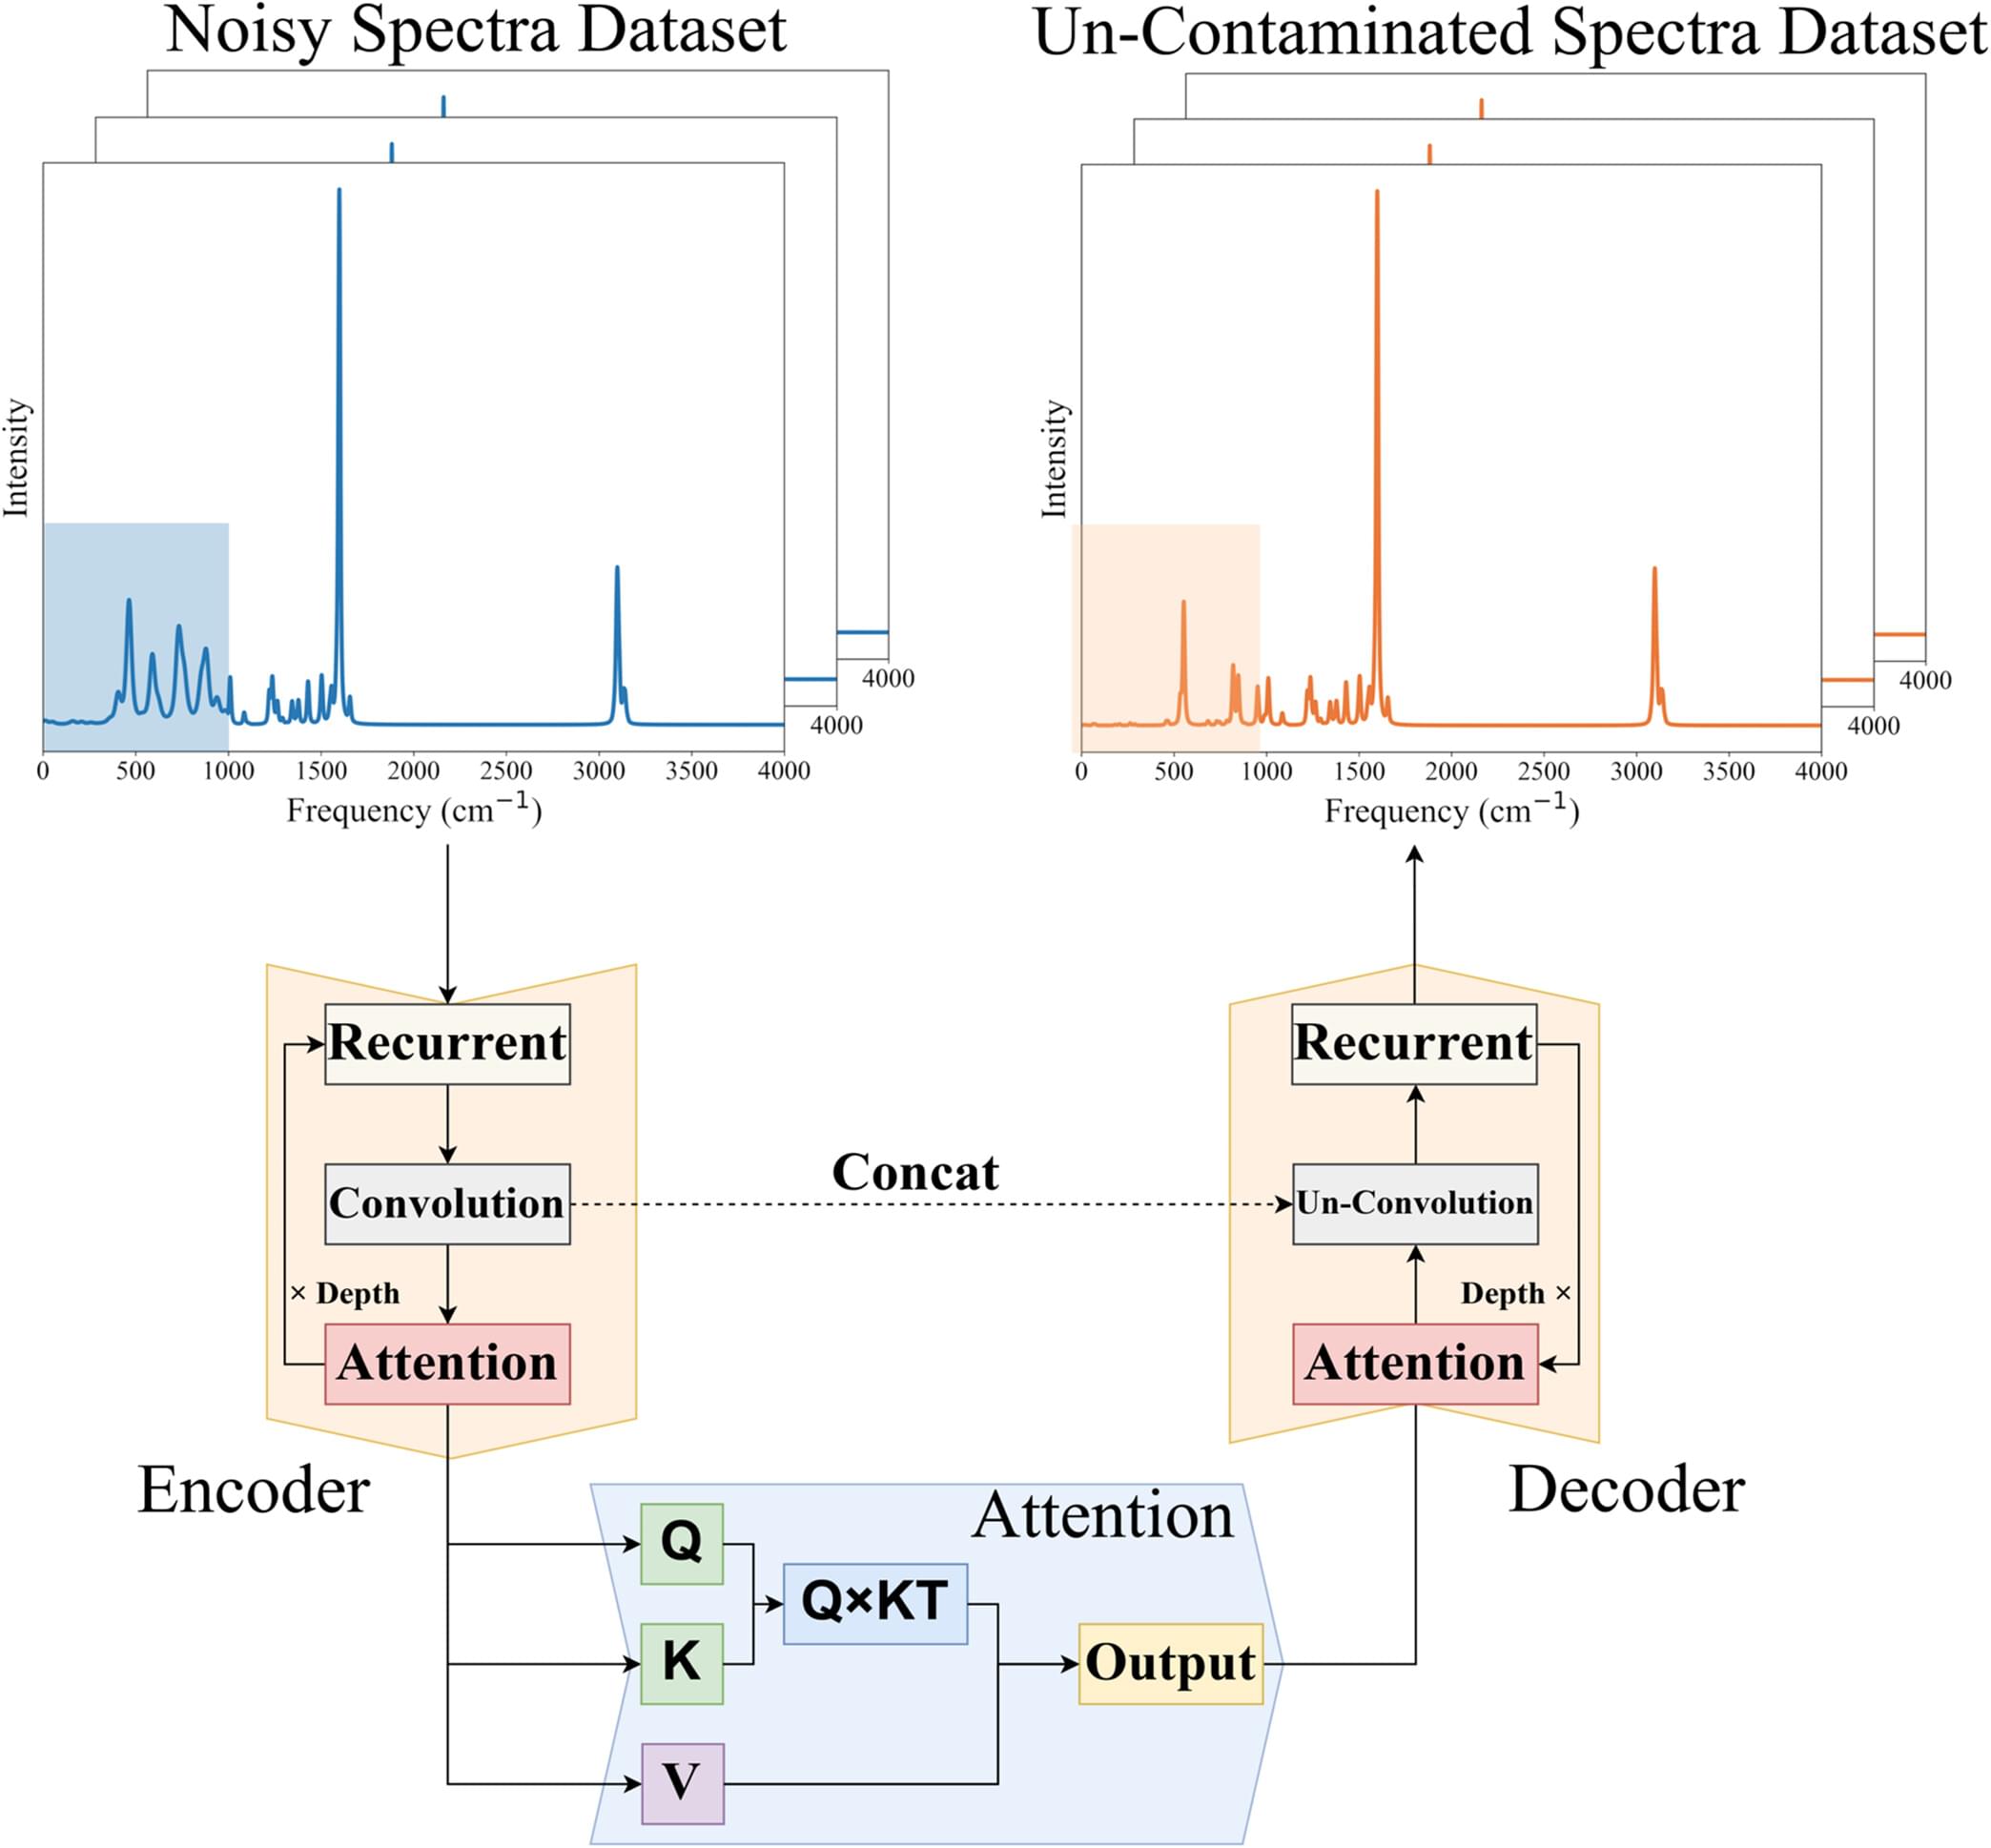 Noisy Spectra Dataset
Un-Contaminated Spectra Dataset
Intensity
4000
4000
0 500 1000 1500 2000 2500 3000 3500 4000
Frequency (cm⁻¹)
Intensity
4000
4000
0 500 1000 1500 2000 2500 3000 3500 4000
Frequency (cm⁻¹)
Recurrent
Convolution
× Depth
Attention
Encoder
Concat
Recurrent
Un-Convolution
Depth ×
Attention
Decoder
Attention
Q
K
V
Q×KT
Output